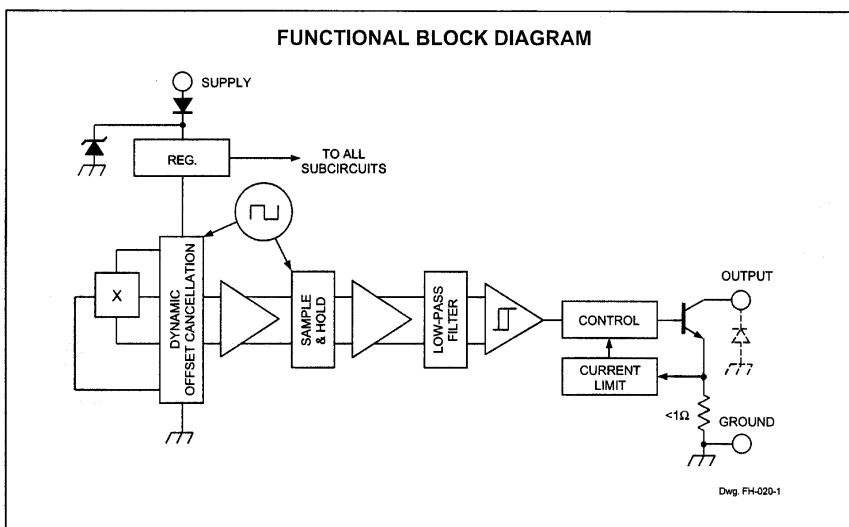 FUNCTIONAL BLOCK DIAGRAM
SUPPLY
REG.
TO ALL
SUBCIRCUITS
X
DYNAMIC
OFFSET CANCELLATION
SAMPLE
& HOLD
LOW-PASS
FILTER
CONTROL
CURRENT
LIMIT
OUTPUT
<1Ω
GROUND
Dwg. FH-020-1